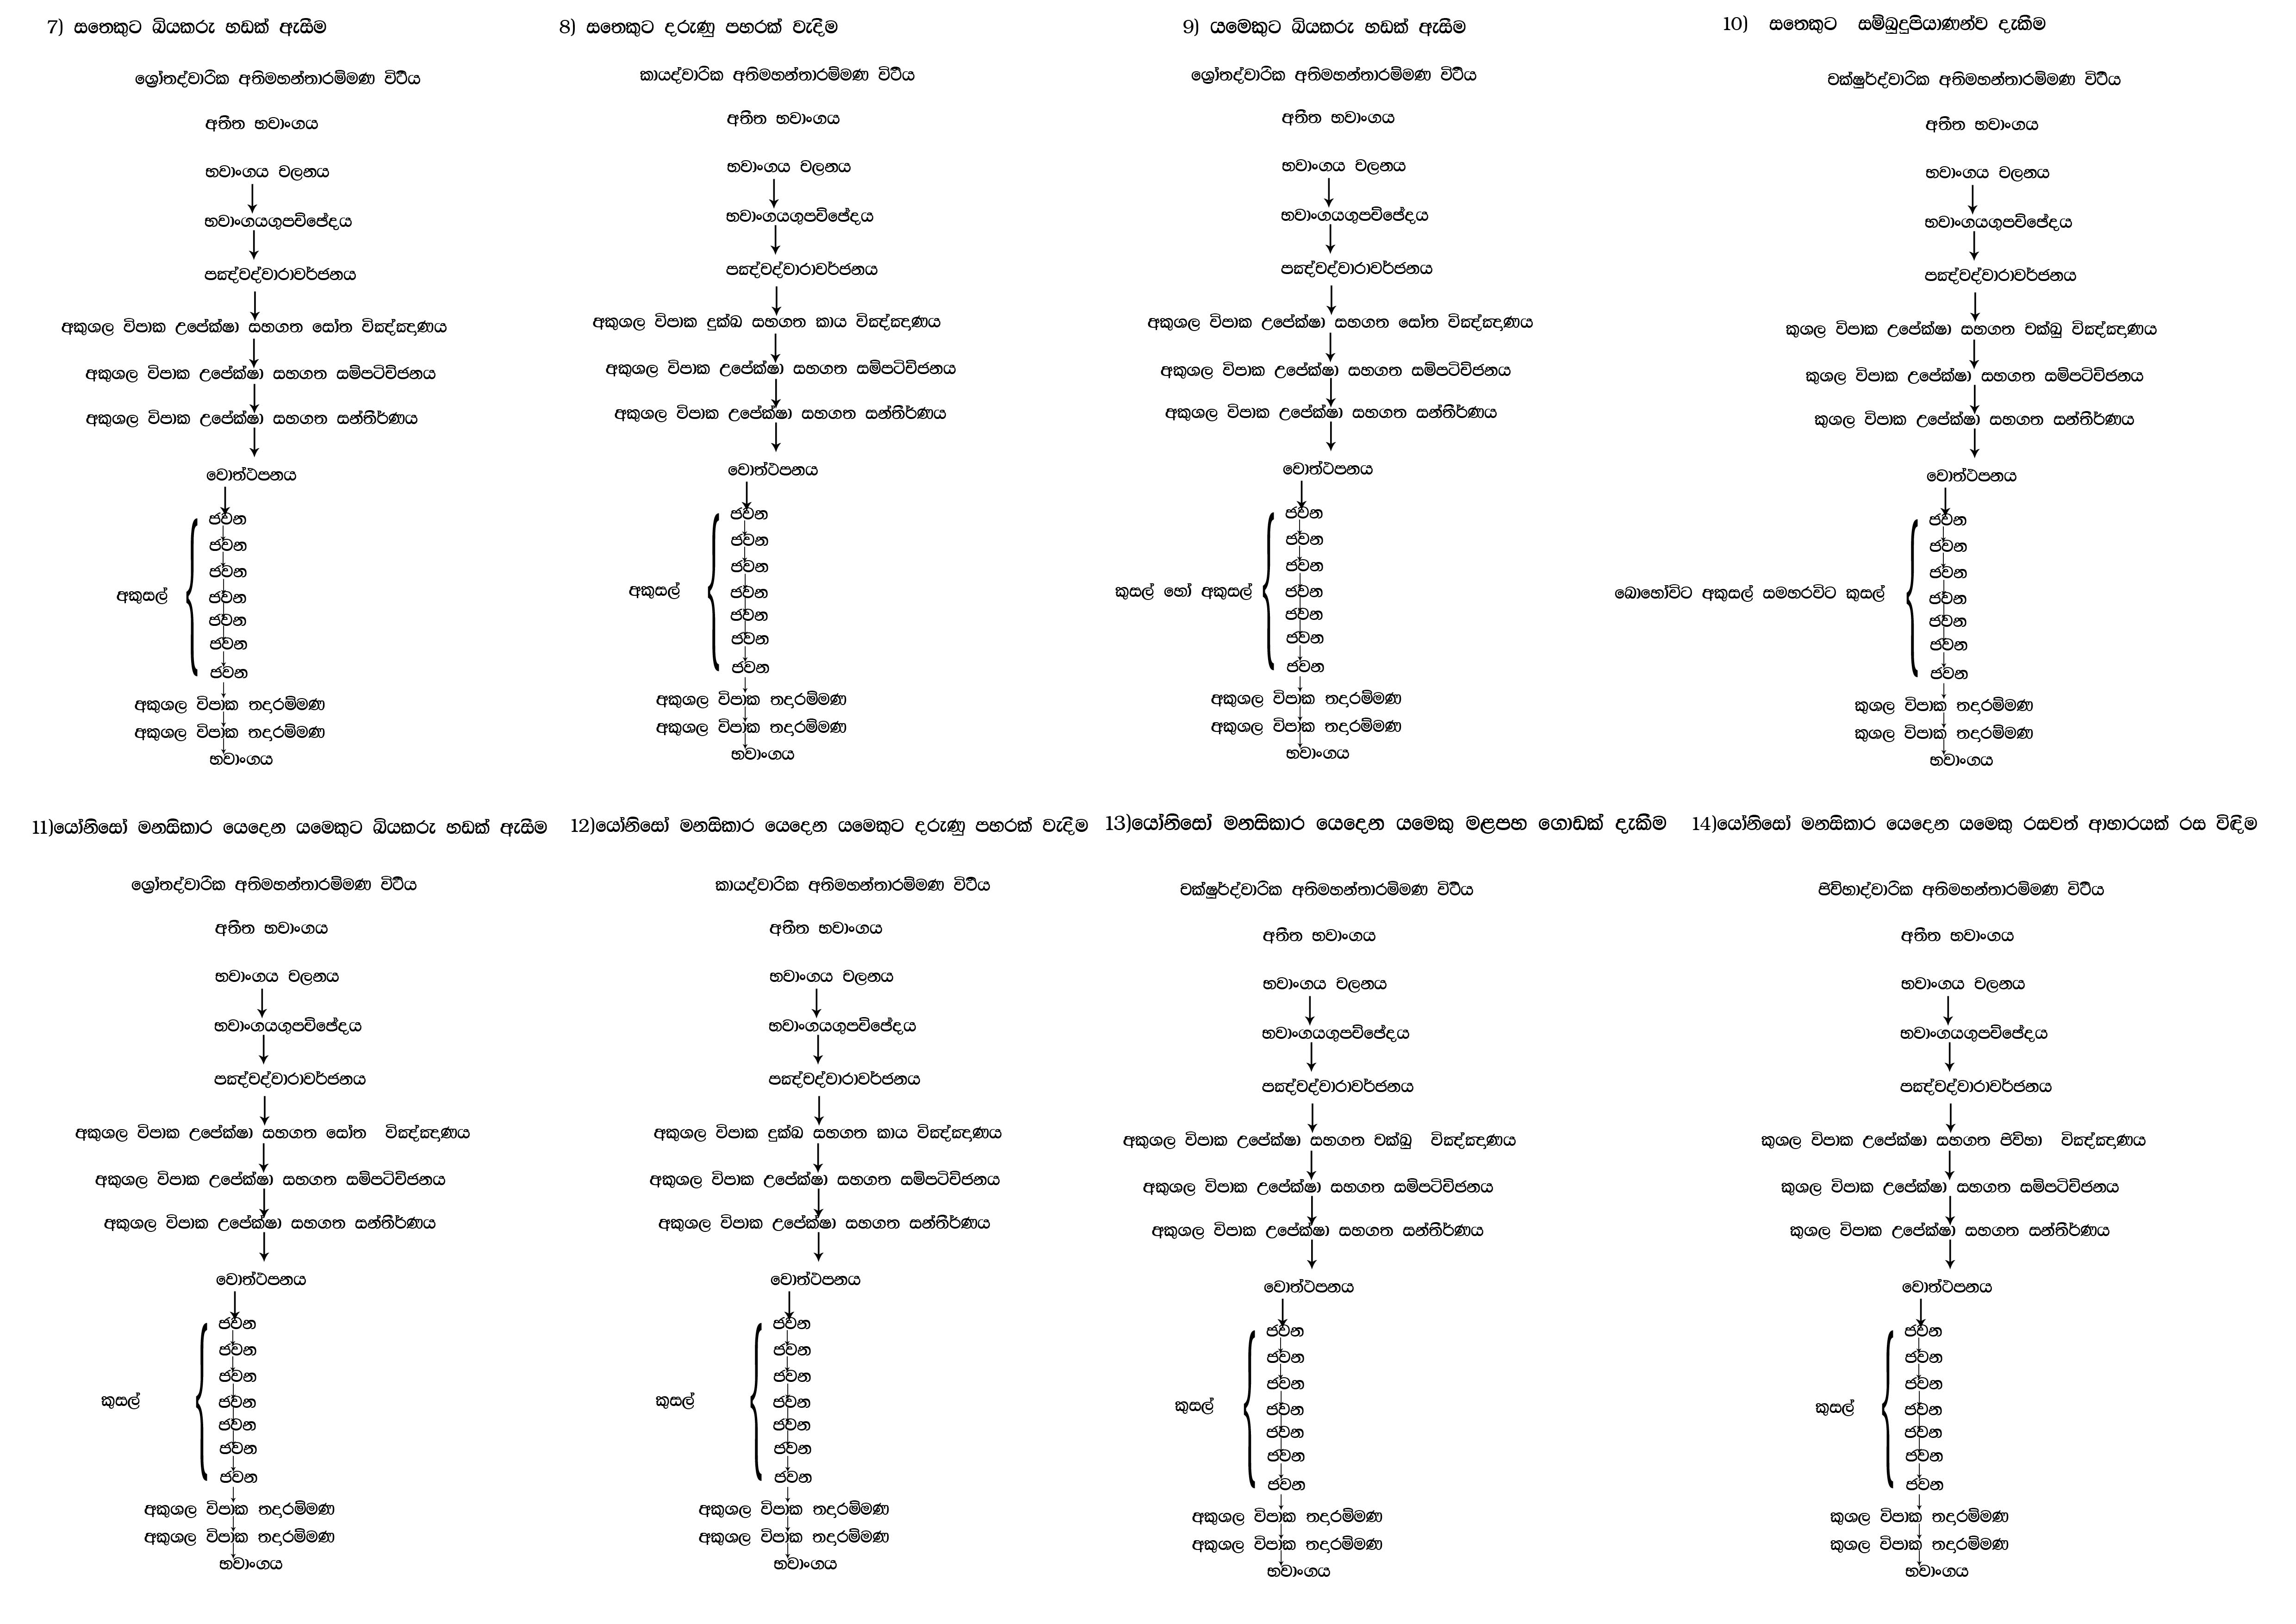 7) සතෙකුට බියකරු හඩක් ඇසීම
ශ්‍රෝතද්වාරික අතිමහන්තාරම්මණ විථිය
අතීත භවාංගය
භවාංගය චලනය
භවාංගයගුපච්ඡේදය
පඤ්චද්වාරාවර්ජනය
අකුශල විපාක උපේක්ෂා සහගත සෝත විඤ්ඤාණය
අකුශල විපාක උපේක්ෂා සහගත සම්පටිච්ජනය
අකුශල විපාක උපේක්ෂා සහගත සන්තීර්ණය
වොත්ථපනය
ජවන
ජවන
ජවන
අකුසල්
ජවන
ජවන
ජවන
ජවන
අකුශල විපාක තදාරම්මණ
අකුශල විපාක තදාරම්මණ
භවාංගය
8) සතෙකුට දරුණු පහරක් වැදීම
කායද්වාරික අතිමහන්තාරම්මණ විථිය
අතීත භවාංගය
භවාංගය චලනය
භවාංගයගුපච්ඡේදය
පඤ්චද්වාරාවර්ජනය
අකුශල විපාක දුක්ඛ සහගත කාය විඤ්ඤාණය
අකුශල විපාක උපේක්ෂා සහගත සම්පටිච්ජනය
අකුශල විපාක උපේක්ෂා සහගත සන්තීර්ණය
වොත්ථපනය
ජවන
ජවන
ජවන
අකුසල්
ජවන
ජවන
ජවන
ජවන
අකුශල විපාක තදාරම්මණ
අකුශල විපාක තදාරම්මණ
භවාංගය
9) යමෙකුට බියකරු හඩක් ඇසීම
ශ්‍රෝතද්වාරික අතිමහන්තාරම්මණ විථිය
අතීත භවාංගය
භවාංගය චලනය
භවාංගයගුපච්ඡේදය
පඤ්චද්වාරාවර්ජනය
අකුශල විපාක උපේක්ෂා සහගත සෝත විඤ්ඤාණය
අකුශල විපාක උපේක්ෂා සහගත සම්පටිච්ජනය
අකුශල විපාක උපේක්ෂා සහගත සන්තීර්ණය
වොත්ථපනය
ජවන
ජවන
ජවන
කුසල් හෝ අකුසල්
ජවන
ජවන
ජවන
ජවන
අකුශල විපාක තදාරම්මණ
අකුශල විපාක තදාරම්මණ
භවාංගය
10) සතෙකුට සම්බුදුපියාණන්ව දැකීම
චක්ෂුර්ද්වාරික අතිමහන්තාරම්මණ විථිය
අතීත භවාංගය
භවාංගය චලනය
භවාංගයගුපච්ඡේදය
පඤ්චද්වාරාවර්ජනය
කුශල විපාක උපේක්ෂා සහගත චක්ඛු විඤ්ඤාණය
කුශල විපාක උපේක්ෂා සහගත සම්පටිච්ජනය
කුශල විපාක උපේක්ෂා සහගත සන්තීර්ණය
වොත්ථපනය
ජවන
ජවන
ජවන
බොහෝවිට අකුසල් සමහරවිට කුසල්
ජවන
ජවන
ජවන
ජවන
කුශල විපාක තදාරම්මණ
කුශල විපාක තදාරම්මණ
භවාංගය
11)යෝනිසෝ මනසිකාර යෙදෙන යමෙකුට බියකරු හඩක් ඇසීම
ශ්‍රෝතද්වාරික අතිමහන්තාරම්මණ විථිය
අතීත භවාංගය
භවාංගය චලනය
භවාංගයගුපච්ඡේදය
පඤ්චද්වාරාවර්ජනය
අකුශල විපාක උපේක්ෂා සහගත සෝත විඤ්ඤාණය
අකුශල විපාක උපේක්ෂා සහගත සම්පටිච්ජනය
අකුශල විපාක උපේක්ෂා සහගත සන්තීර්ණය
වොත්ථපනය
ජවන
ජවන
ජවන
කුසල්
ජවන
ජවන
ජවන
ජවන
අකුශල විපාක තදාරම්මණ
අකුශල විපාක තදාරම්මණ
භවාංගය
12)යෝනිසෝ මනසිකාර යෙදෙන යමෙකුට දරුණු පහරක් වැදීම
කායද්වාරික අතිමහන්තාරම්මණ විථිය
අතීත භවාංගය
භවාංගය චලනය
භවාංගයගුපච්ඡේදය
පඤ්චද්වාරාවර්ජනය
අකුශල විපාක දුක්ඛ සහගත කාය විඤ්ඤාණය
අකුශල විපාක උපේක්ෂා සහගත සම්පටිච්ජනය
අකුශල විපාක උපේක්ෂා සහගත සන්තීර්ණය
වොත්ථපනය
ජවන
ජවන
ජවන
කුසල්
ජවන
ජවන
ජවන
ජවන
අකුශල විපාක තදාරම්මණ
අකුශල විපාක තදාරම්මණ
භවාංගය
13)යෝනිසෝ මනසිකාර යෙදෙන යමෙකු මළපහ ගොඩක් දැකීම
චක්ෂුර්ද්වාරික අතිමහන්තාරම්මණ විථිය
අතීත භවාංගය
භවාංගය චලනය
භවාංගයගුපච්ඡේදය
පඤ්චද්වාරාවර්ජනය
අකුශල විපාක උපේක්ෂා සහගත චක්ඛු විඤ්ඤාණය
අකුශල විපාක උපේක්ෂා සහගත සම්පටිච්ජනය
අකුශල විපාක උපේක්ෂා සහගත සන්තීර්ණය
වොත්ථපනය
ජවන
ජවන
ජවන
කුසල්
ජවන
ජවන
ජවන
ජවන
අකුශල විපාක තදාරම්මණ
අකුශල විපාක තදාරම්මණ
භවාංගය
14)යෝනිසෝ මනසිකාර යෙදෙන යමෙකු රසවත් ආහාරයක් රස විඳීම
ජිව්හාද්වාරික අතිමහන්තාරම්මණ විථිය
අතීත භවාංගය
භවාංගය චලනය
භවාංගයගුපච්ඡේදය
පඤ්චද්වාරාවර්ජනය
කුශල විපාක උපේක්ෂා සහගත ජිව්හා විඤ්ඤාණය
කුශල විපාක උපේක්ෂා සහගත සම්පටිච්ජනය
කුශල විපාක උපේක්ෂා සහගත සන්තීර්ණය
වොත්ථපනය
ජවන
ජවන
ජවන
කුසල්
ජවන
ජවන
ජවන
ජවන
කුශල විපාක තදාරම්මණ
කුශල විපාක තදාරම්මණ
භවාංගය